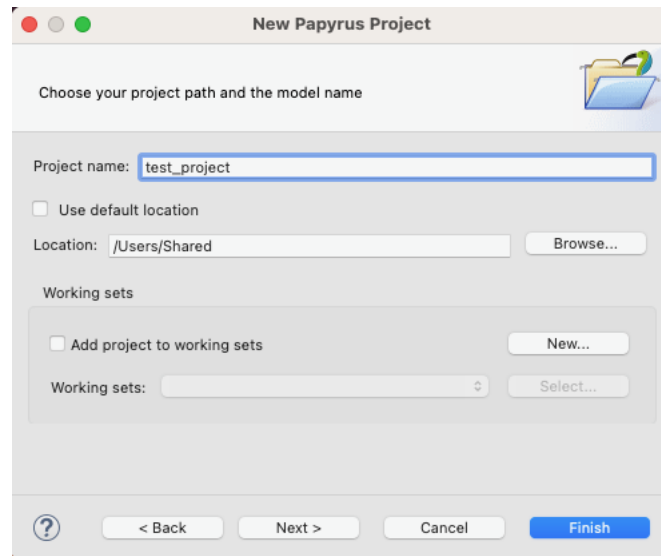 New Papyrus Project
Choose your project path and the model name
Project name: test_project
Use default location
Location: /Users/Shared Browse...
Working sets
Add project to working sets New...
Working sets: Select...
? < Back Next > Cancel Finish